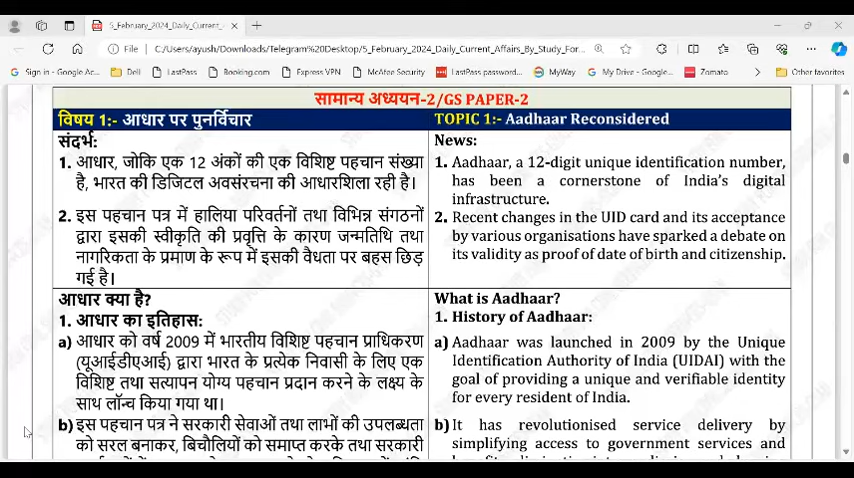 5_February_2024_Daily_Current_
File
C:/Users/ayush/Downloads/Telegram%20Desktop/5_February_2024_Daily_Current_Affairs_By_Study_For...
Sign in - Google Ac...
Dell
LastPass
Booking.com
Express VPN
McAfee Security
LastPass password...
MyWay
My Drive - Google...
Zomato
Other favorites
सामान्य अध्ययन-2/GS PAPER-2
विषय 1:- आधार पर पुनर्विचार
संदर्भ:
1. आधार, जोकि एक 12 अंकों की एक विशिष्ट पहचान संख्या
है, भारत की डिजिटल अवसंरचना की आधारशिला रही है।
2. इस पहचान पत्र में हालिया परिवर्तनों तथा विभिन्न संगठनों
द्वारा इसकी स्वीकृति की प्रवृत्ति के कारण जन्मतिथि तथा
नागरिकता के प्रमाण के रूप में इसकी वैधता पर बहस छिड़
गई है।
TOPIC 1:- Aadhaar Reconsidered
News:
1. Aadhaar, a 12-digit unique identification number,
has been a cornerstone of India's digital
infrastructure.
2. Recent changes in the UID card and its acceptance
by various organisations have sparked a debate on
its validity as proof of date of birth and citizenship.
आधार क्या है?
1. आधार का इतिहास:
a) आधार को वर्ष 2009 में भारतीय विशिष्ट पहचान प्राधिकरण
(यूआईडीएआई) द्वारा भारत के प्रत्येक निवासी के लिए एक
विशिष्ट तथा सत्यापन योग्य पहचान प्रदान करने के लक्ष्य के
साथ लॉन्च किया गया था।
b) इस पहचान पत्र ने सरकारी सेवाओं तथा लाभों की उपलब्धता
को सरल बनाकर, बिचौलियों को समाप्त करके तथा सरकारी
What is Aadhaar?
1. History of Aadhaar:
a) Aadhaar was launched in 2009 by the Unique
Identification Authority of India (UIDAI) with the
goal of providing a unique and verifiable identity
for every resident of India.
b) It has revolutionised service delivery by
simplifying access to government services and